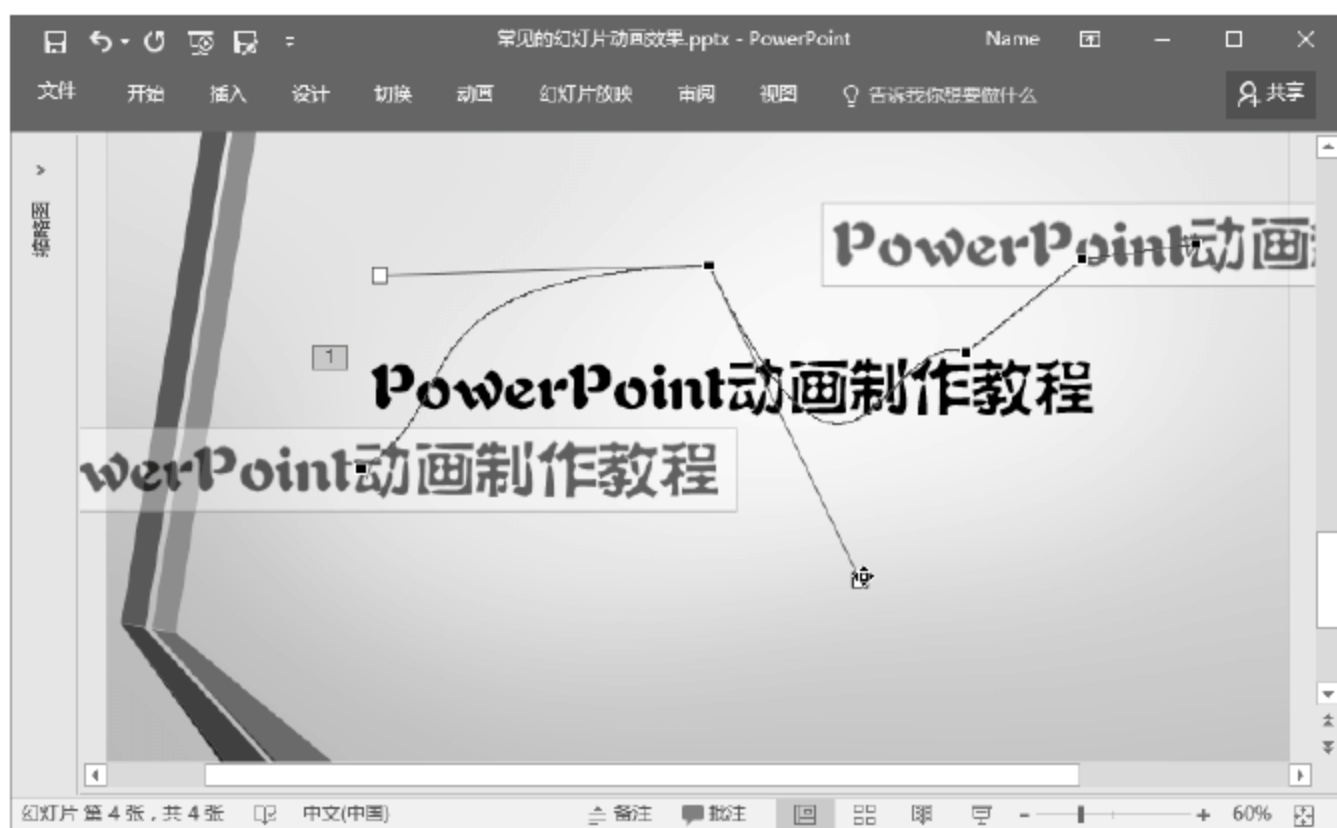 常见的幻灯片动画效果.pptx - PowerPoint Name
文件 开始 插入 设计 切换 动画 幻灯片放映 审阅 视图 告诉我你想要做什么 共享
缩略图
PowerPoint动画
1
PowerPoint动画制作教程
werPoint动画制作教程
幻灯片 第 4 张，共 4 张 中文(中国) 备注 批注 60%